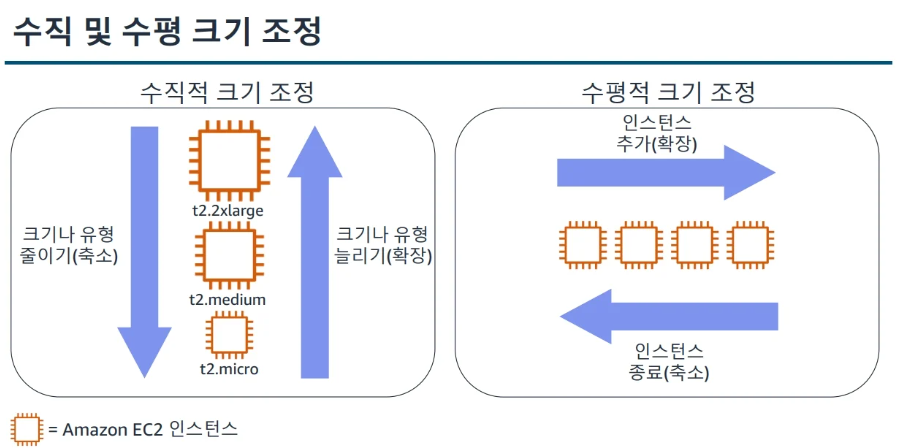 수직 및 수평 크기 조정
수직적 크기 조정
크기나 유형
줄이기(축소)
t2.2xlarge
t2.medium
t2.micro
크기나 유형
늘리기(확장)
수평적 크기 조정
인스턴스
추가(확장)
인스턴스
종료(축소)
= Amazon EC2 인스턴스